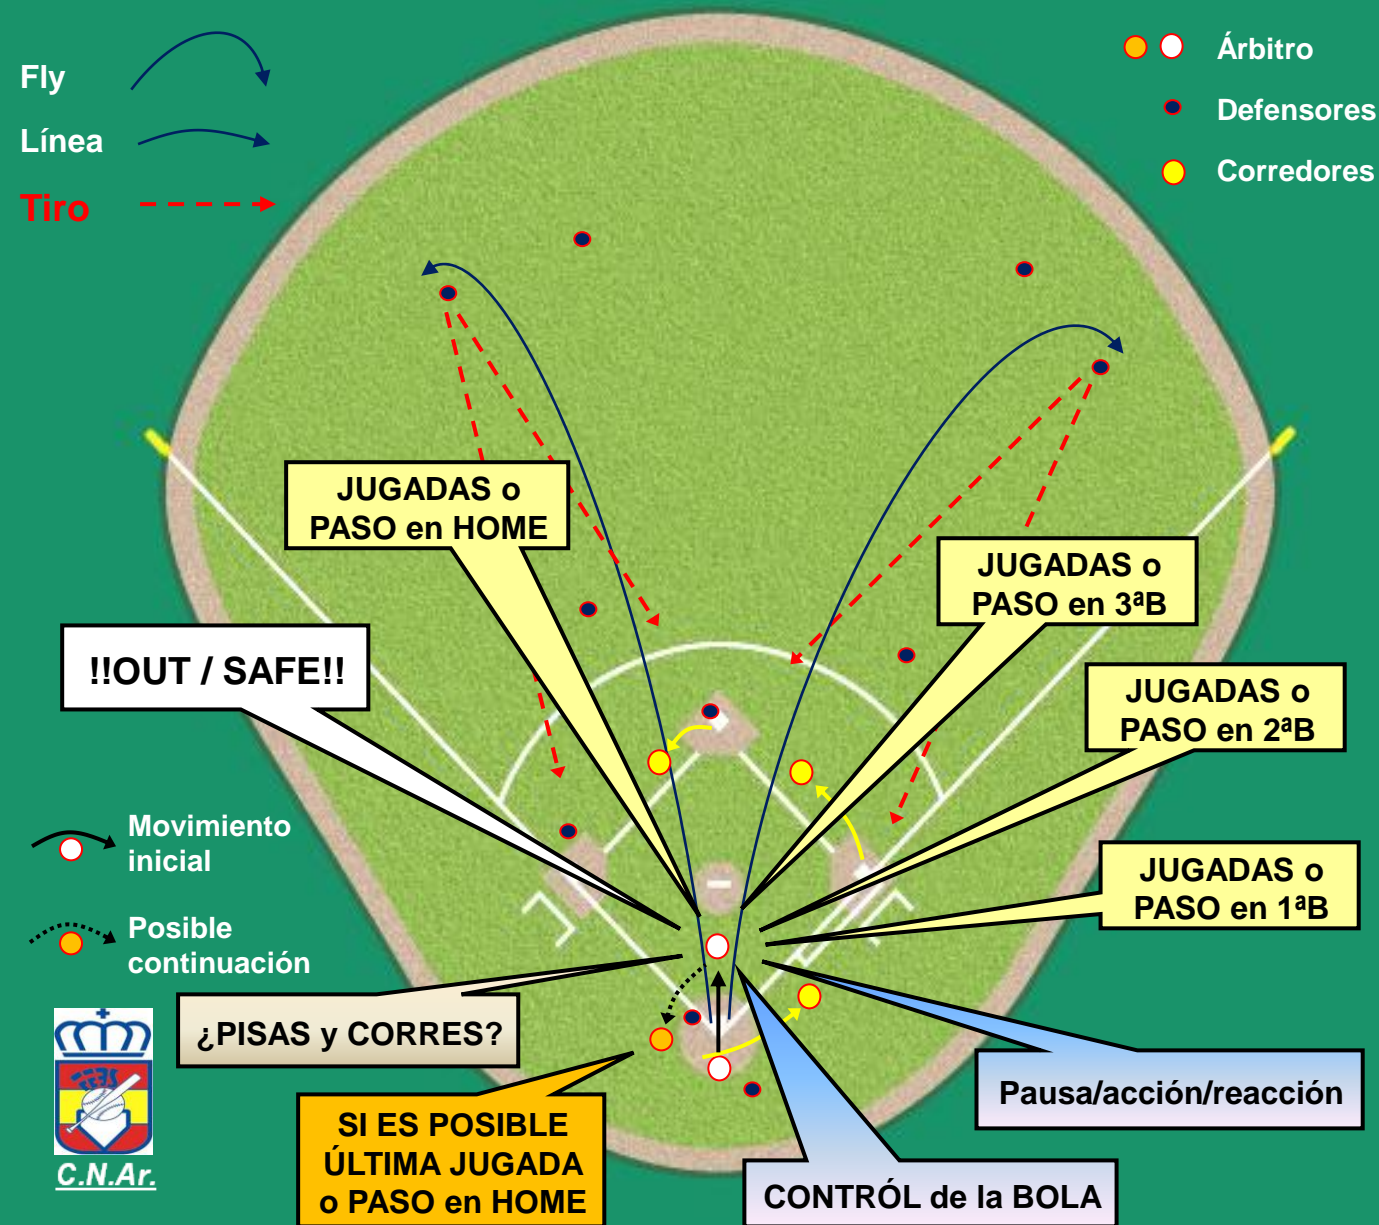 Fly
Línea
Tiro
Árbitro
Defensores
Corredores
JUGADAS o
PASO en HOME
JUGADAS o
PASO en 3ªB
!!OUT / SAFE!!
JUGADAS o
PASO en 2ªB
Movimiento
inicial
JUGADAS o
PASO en 1ªB
Posible
continuación
¿PISAS y CORRES?
Pausa/acción/reacción
SI ES POSIBLE
ÚLTIMA JUGADA
o PASO en HOME
CONTRÓL de la BOLA
C.N.Ar.